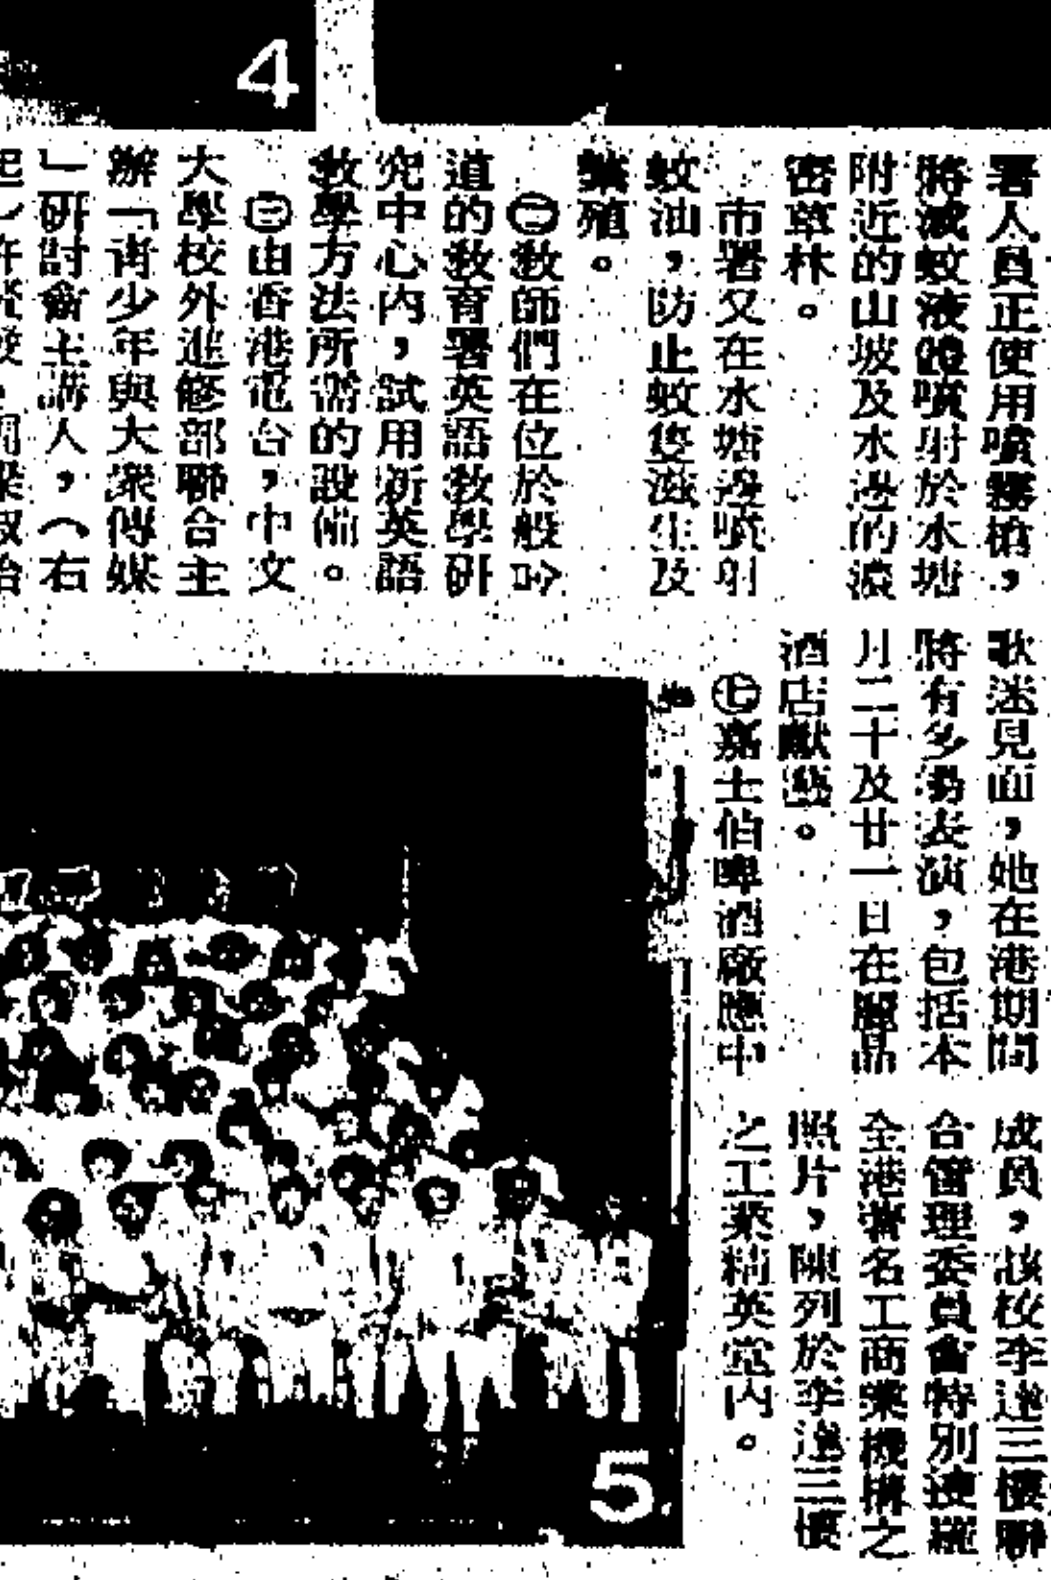 4
署人員正使用噴霧槍，
將滅蚊液體噴射於水塘
附近的山坡及水邊的濃
密草林。
市署又在水塘邊噴射
蚊油，防止蚊隻滋生及
繁殖。
㊁教師們在位於般咸
道的教育署英語教學研
究中心內，試用新英語
教學方法所需的設備。
㊂由香港電台，中文
大學校外進修部聯合主
辦「青少年與大眾傳媒
」研討會主講人，（右
起
歌迷見面，她在港期間
將有多場表演，包括本
月二十及廿一日在麗晶
酒店獻藝。
㊆嘉士伯啤酒廠應中
成員，該校李達三樓聯
合管理委員會特別搜羅
全港著名工商業機構之
照片，陳列於李達三樓
之工業精英堂內。
5